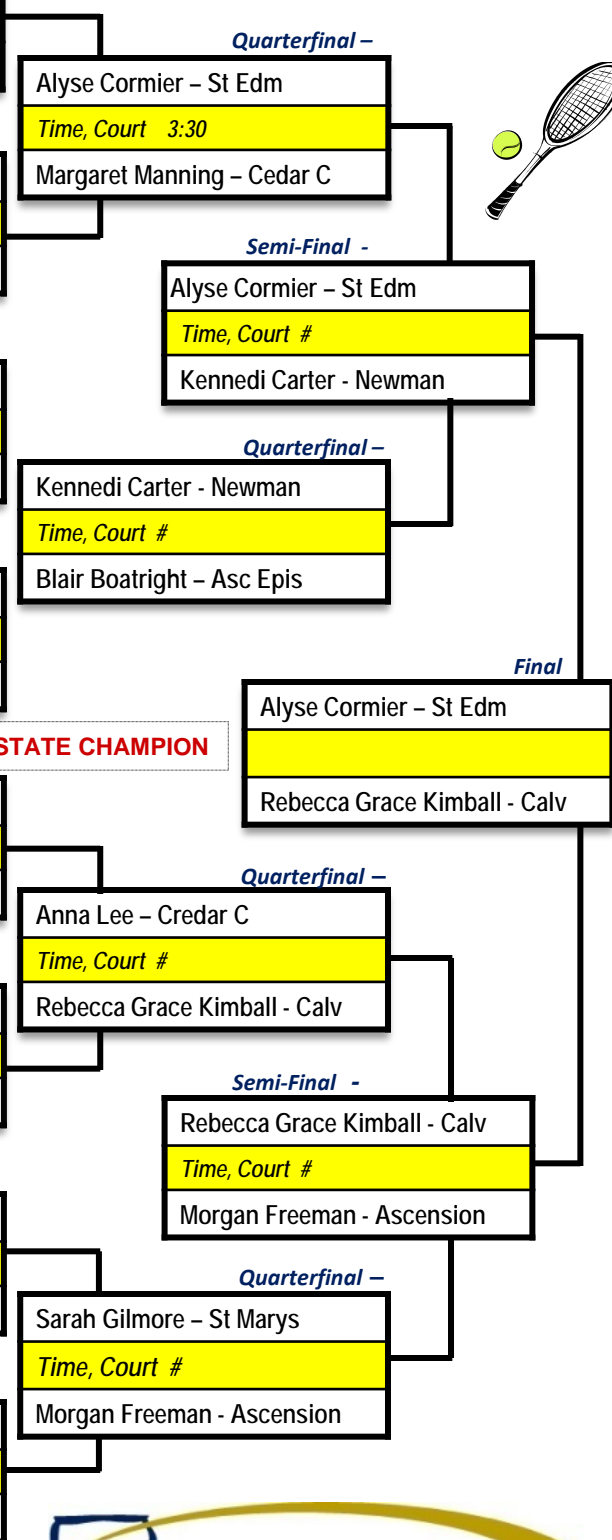 Quarterfinal –
Alyse Cormier – St Edm
Time, Court 3:30
Margaret Manning – Cedar C
Semi-Final -
Alyse Cormier – St Edm
Time, Court #
Kennedi Carter - Newman
Quarterfinal –
Kennedi Carter - Newman
Time, Court #
Blair Boatright – Asc Epis
Final
Alyse Cormier – St Edm
STATE CHAMPION
Rebecca Grace Kimball - Calv
Quarterfinal –
Anna Lee – Credar C
Time, Court #
Rebecca Grace Kimball - Calv
Semi-Final -
Rebecca Grace Kimball - Calv
Time, Court #
Morgan Freeman - Ascension
Quarterfinal –
Sarah Gilmore – St Marys
Time, Court #
Morgan Freeman - Ascension